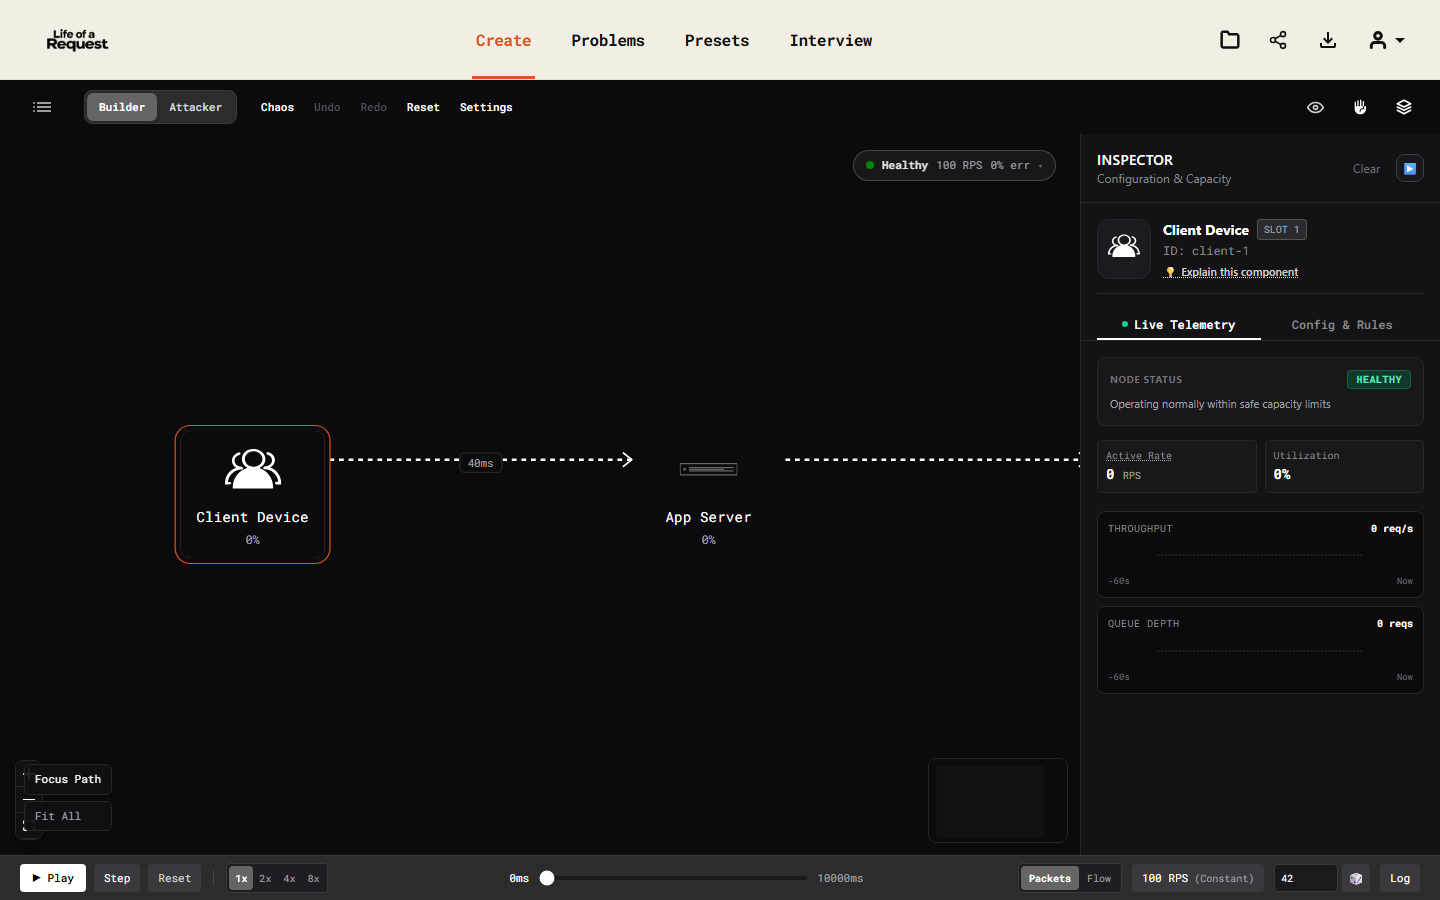 Life of a
Request
Create
Problems
Presets
Interview
Builder
Attacker
Chaos
Undo
Redo
Reset
Settings
Healthy 100 RPS 0% err
INSPECTOR
Configuration & Capacity
Clear
Client Device
SLOT 1
ID: client-1
Explain this component
Live Telemetry
Config & Rules
NODE STATUS
HEALTHY
Operating normally within safe capacity limits
Active Rate
0 RPS
Utilization
0%
THROUGHPUT
0 req/s
-60s
Now
QUEUE DEPTH
0 reqs
-60s
Now
Client Device
0%
40ms
App Server
0%
Focus Path
Fit All
Play
Step
Reset
1x
2x
4x
8x
0ms
10000ms
Packets
Flow
100 RPS (Constant)
42
Log